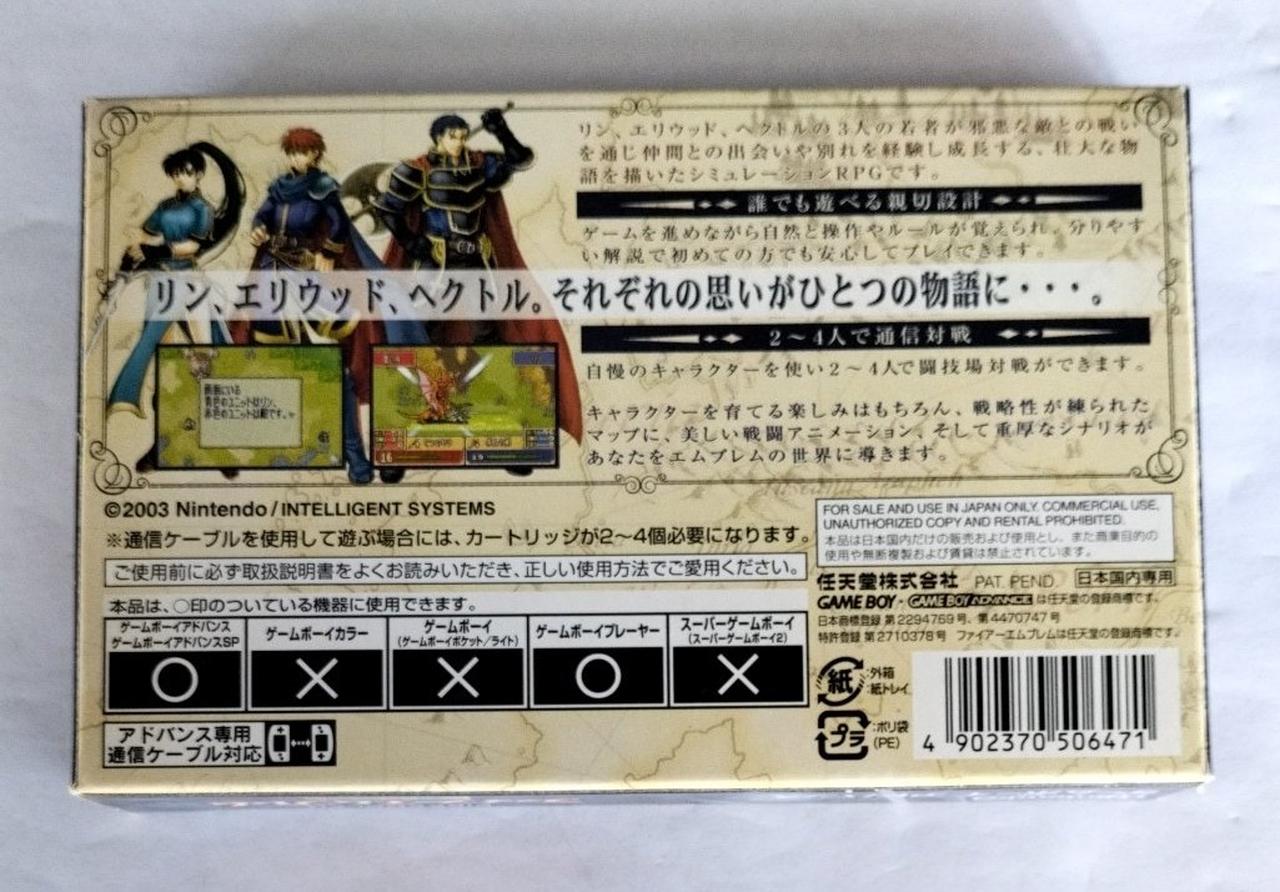 リン、エリウッド、ヘクトルの3人の若者が邪悪な敵との戦い
を通じ仲間との出会いや別れを経験し成長する、壮大な物
語を描いたシミュレーションRPGです。
誰でも遊べる親切設計
ゲームを進めながら自然と操作やルールが覚えられ、分りやす
い解説で初めての方でも安心してプレイできます。
リン、エリウッド、ヘクトル。それぞれの思いがひとつの物語に・・・。
2〜4人で通信対戦
自慢のキャラクターを使い2〜4人で闘技場対戦ができます。
キャラクターを育てる楽しみはもちろん、戦略性が練られた
マップに、美しい戦闘アニメーション、そして重厚なシナリオが
あなたをエムブレムの世界に導きます。
画面にいる
青色のユニットはリン、
赤色のユニットは敵です。
16
©2003 Nintendo/INTELLIGENT SYSTEMS
※通信ケーブルを使用して遊ぶ場合には、カートリッジが2〜4個必要になります。
ご使用前に必ず取扱説明書をよくお読みいただき、正しい使用方法でご愛用ください。
本品は、○印のついている機器に使用できます。
ゲームボーイアドバンス
ゲームボーイアドバンスSP
ゲームボーイカラー
ゲームボーイ
(ゲームボーイポケット/ライト)
ゲームボーイプレーヤー
スーパーゲームボーイ
(スーパーゲームボーイ2)
○ × × ○ ×
アドバンス専用
通信ケーブル対応
FOR SALE AND USE IN JAPAN ONLY. COMMERCIAL USE,
UNAUTHORIZED COPY AND RENTAL PROHIBITED.
本品は日本国内だけの販売および使用とし、また商業目的の
使用や無断複製および賃貸は禁止されています。
任天堂株式会社 PAT. PEND. 日本国内専用
GAME BOY・GAME BOY ADVANCE は任天堂の登録商標です。
日本商標登録 第2294769号、第4470747号
特許登録 第2710378号 ファイアーエムブレムは任天堂の登録商標です。
紙 :外箱
:紙トレイ
プラ :ポリ袋
(PE)
4 902370 506471